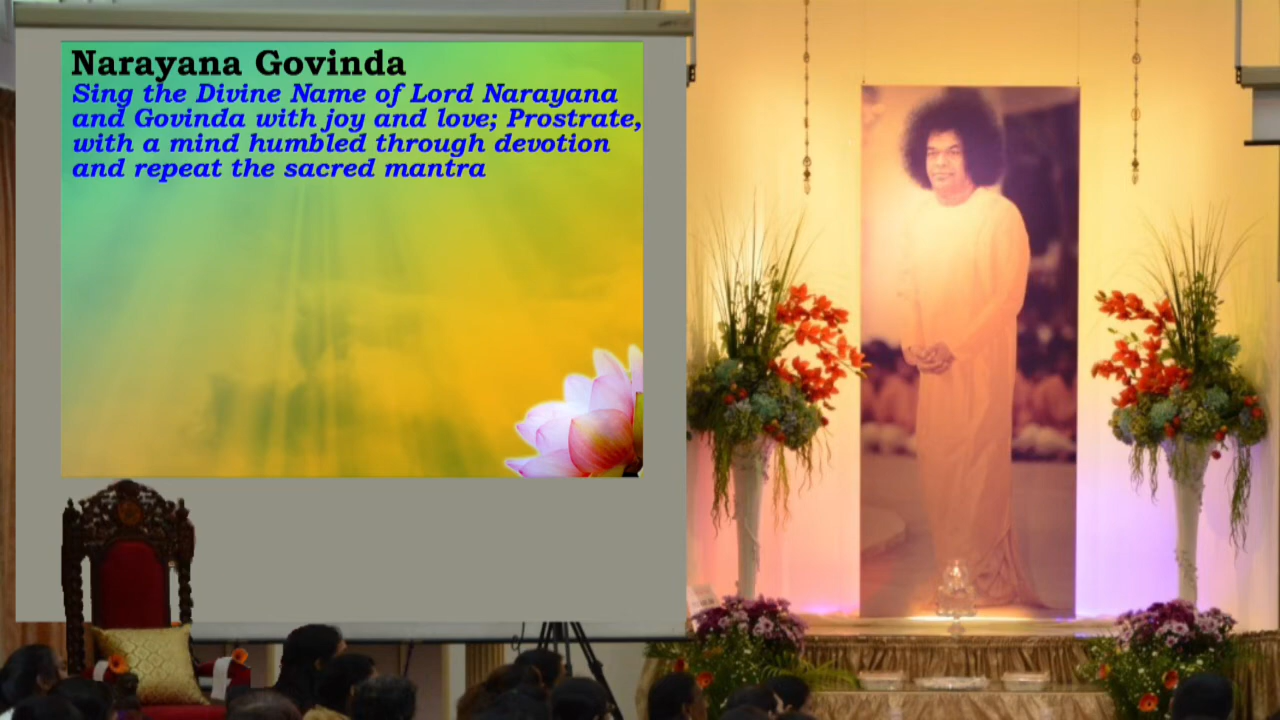 Narayana Govinda
Sing the Divine Name of Lord Narayana
and Govinda with joy and love; Prostrate,
with a mind humbled through devotion
and repeat the sacred mantra